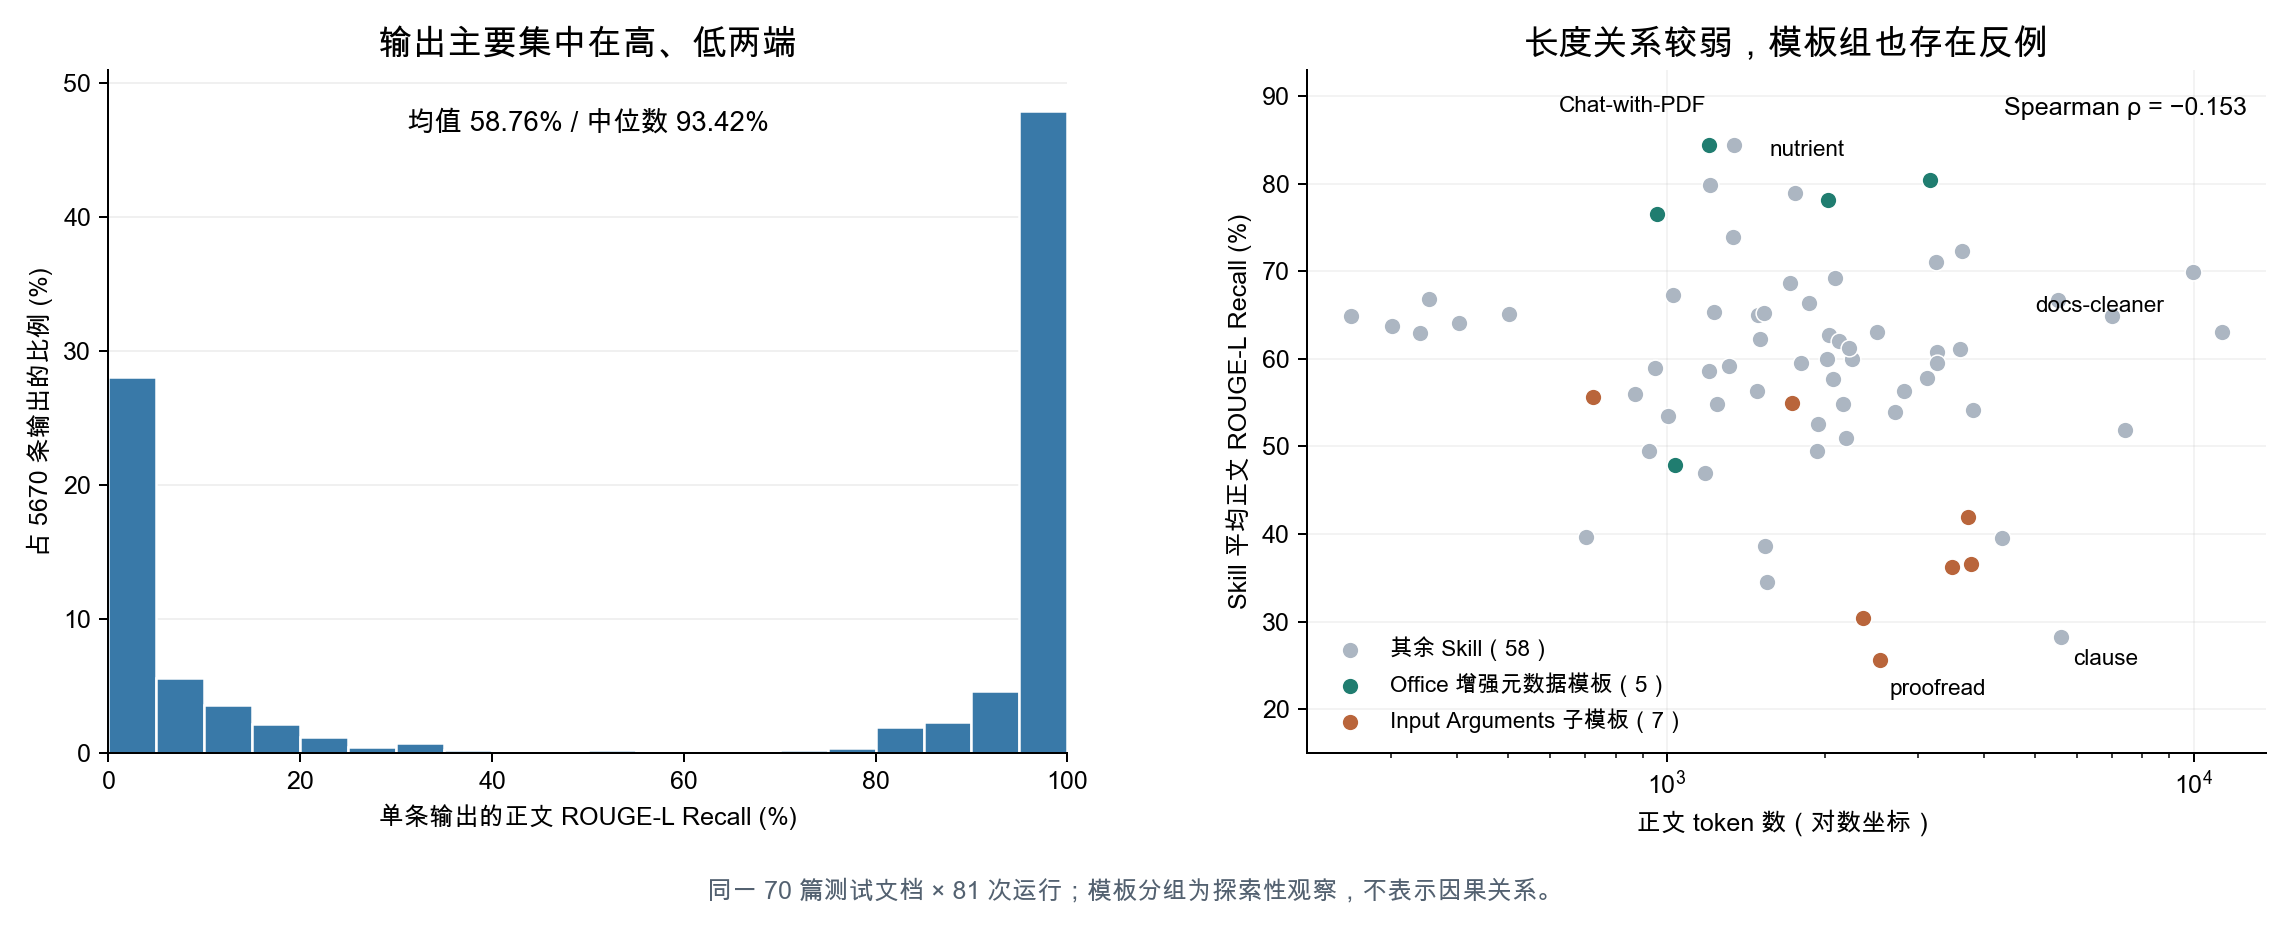 输出主要集中在高、低两端
均值 58.76% / 中位数 93.42%
占 5670 条输出的比例 (%)
50
40
30
20
10
0
0
20
40
60
80
100
单条输出的正文 ROUGE-L Recall (%)
长度关系较弱，模板组也存在反例
Spearman ρ = −0.153
Chat-with-PDF
nutrient
docs-cleaner
clause
proofread
Skill 平均正文 ROUGE-L Recall (%)
90
80
70
60
50
40
30
20
其余 Skill（58）
Office 增强元数据模板（5）
Input Arguments 子模板（7）
10³
10⁴
正文 token 数（对数坐标）
同一 70 篇测试文档 × 81 次运行；模板分组为探索性观察，不表示因果关系。